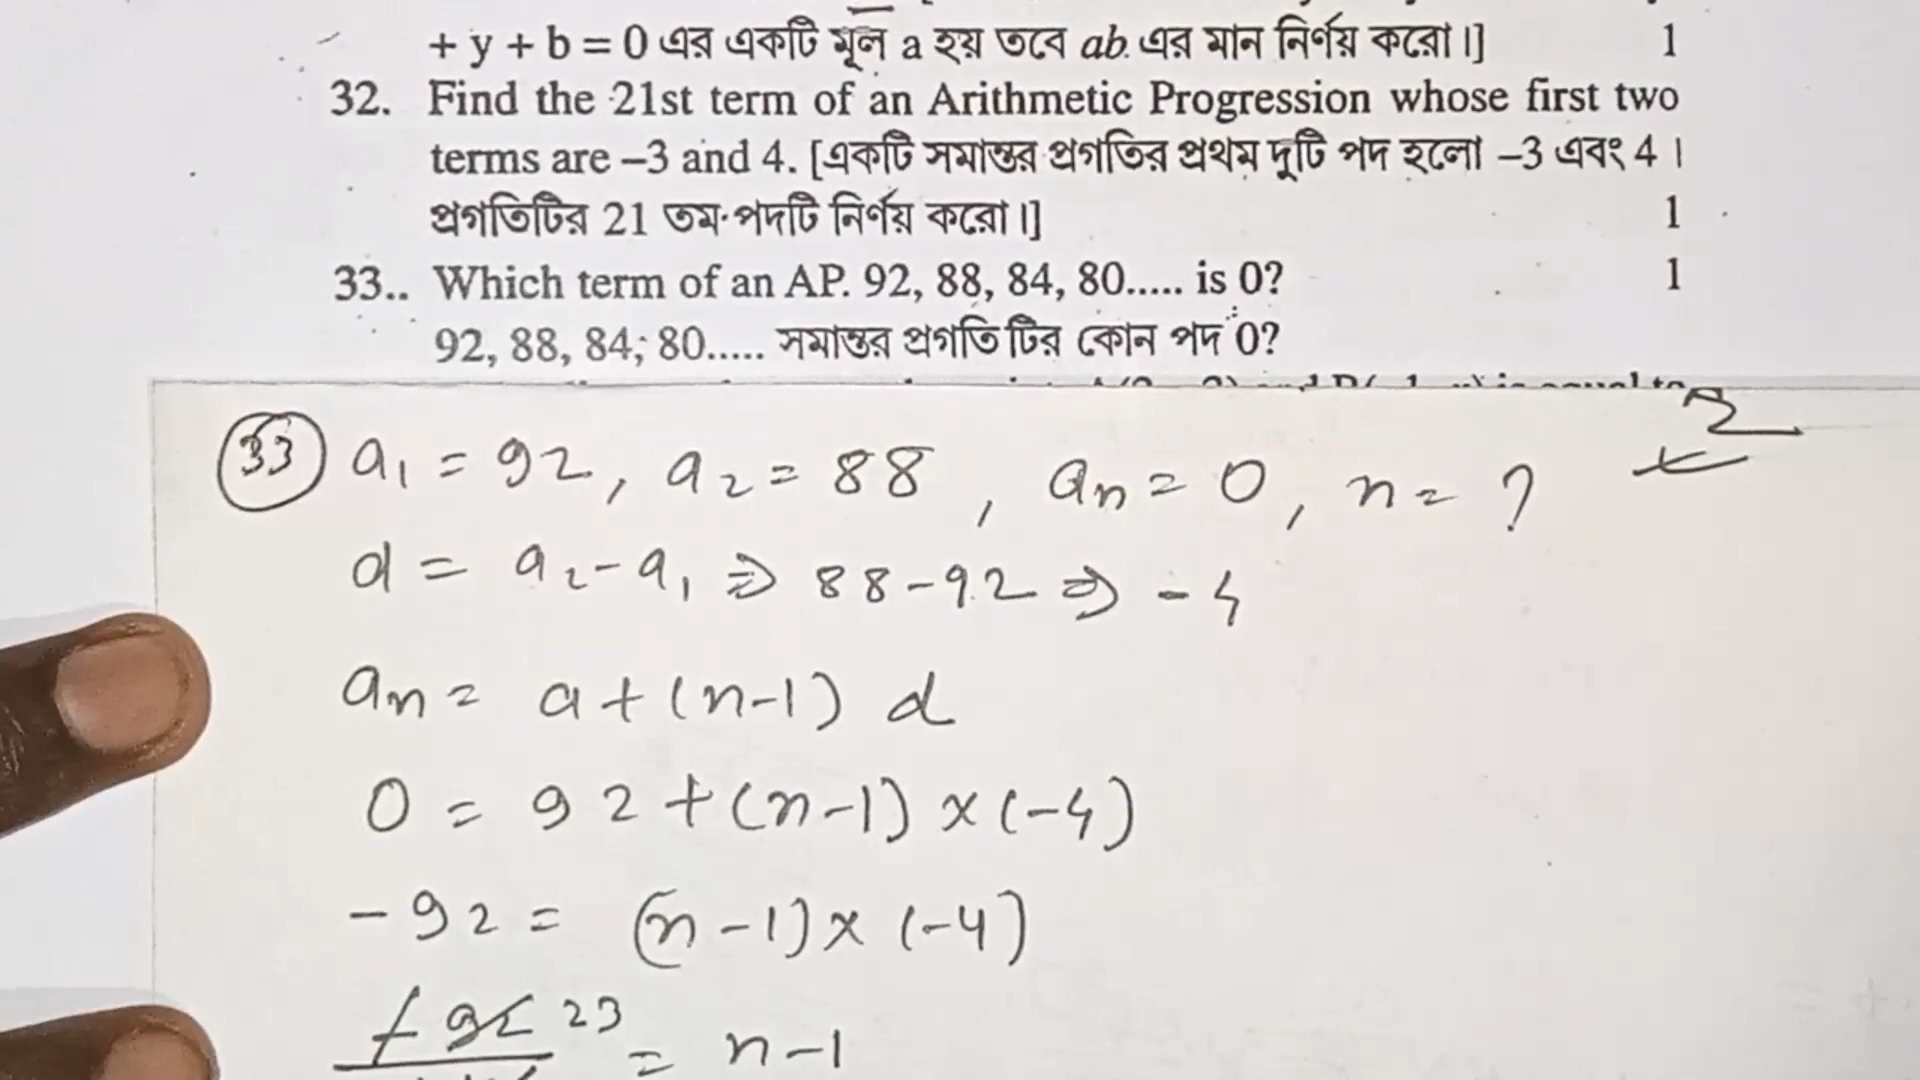 + y + b = 0 এর একটি মূল a হয় তবে ab. এর মান নির্ণয় করো।] 1
32. Find the 21st term of an Arithmetic Progression whose first two
terms are –3 and 4. [একটি সমান্তর প্রগতির প্রথম দুটি পদ হলো –3 এবং 4।
প্রগতিটির 21 তম পদটি নির্ণয় করো।] 1
33.. Which term of an AP. 92, 88, 84, 80..... is 0? 1
92, 88, 84, 80..... সমান্তর প্রগতি টির কোন পদ 0?
33 a₁ = 92, a₂ = 88, aₙ = 0, n = ?
d = a₂ - a₁ ⇒ 88 - 92 ⇒ - 4
aₙ = a + (n-1) d
0 = 92 + (n-1) × (-4)
- 92 = (n-1) × (-4)
23 = n-1